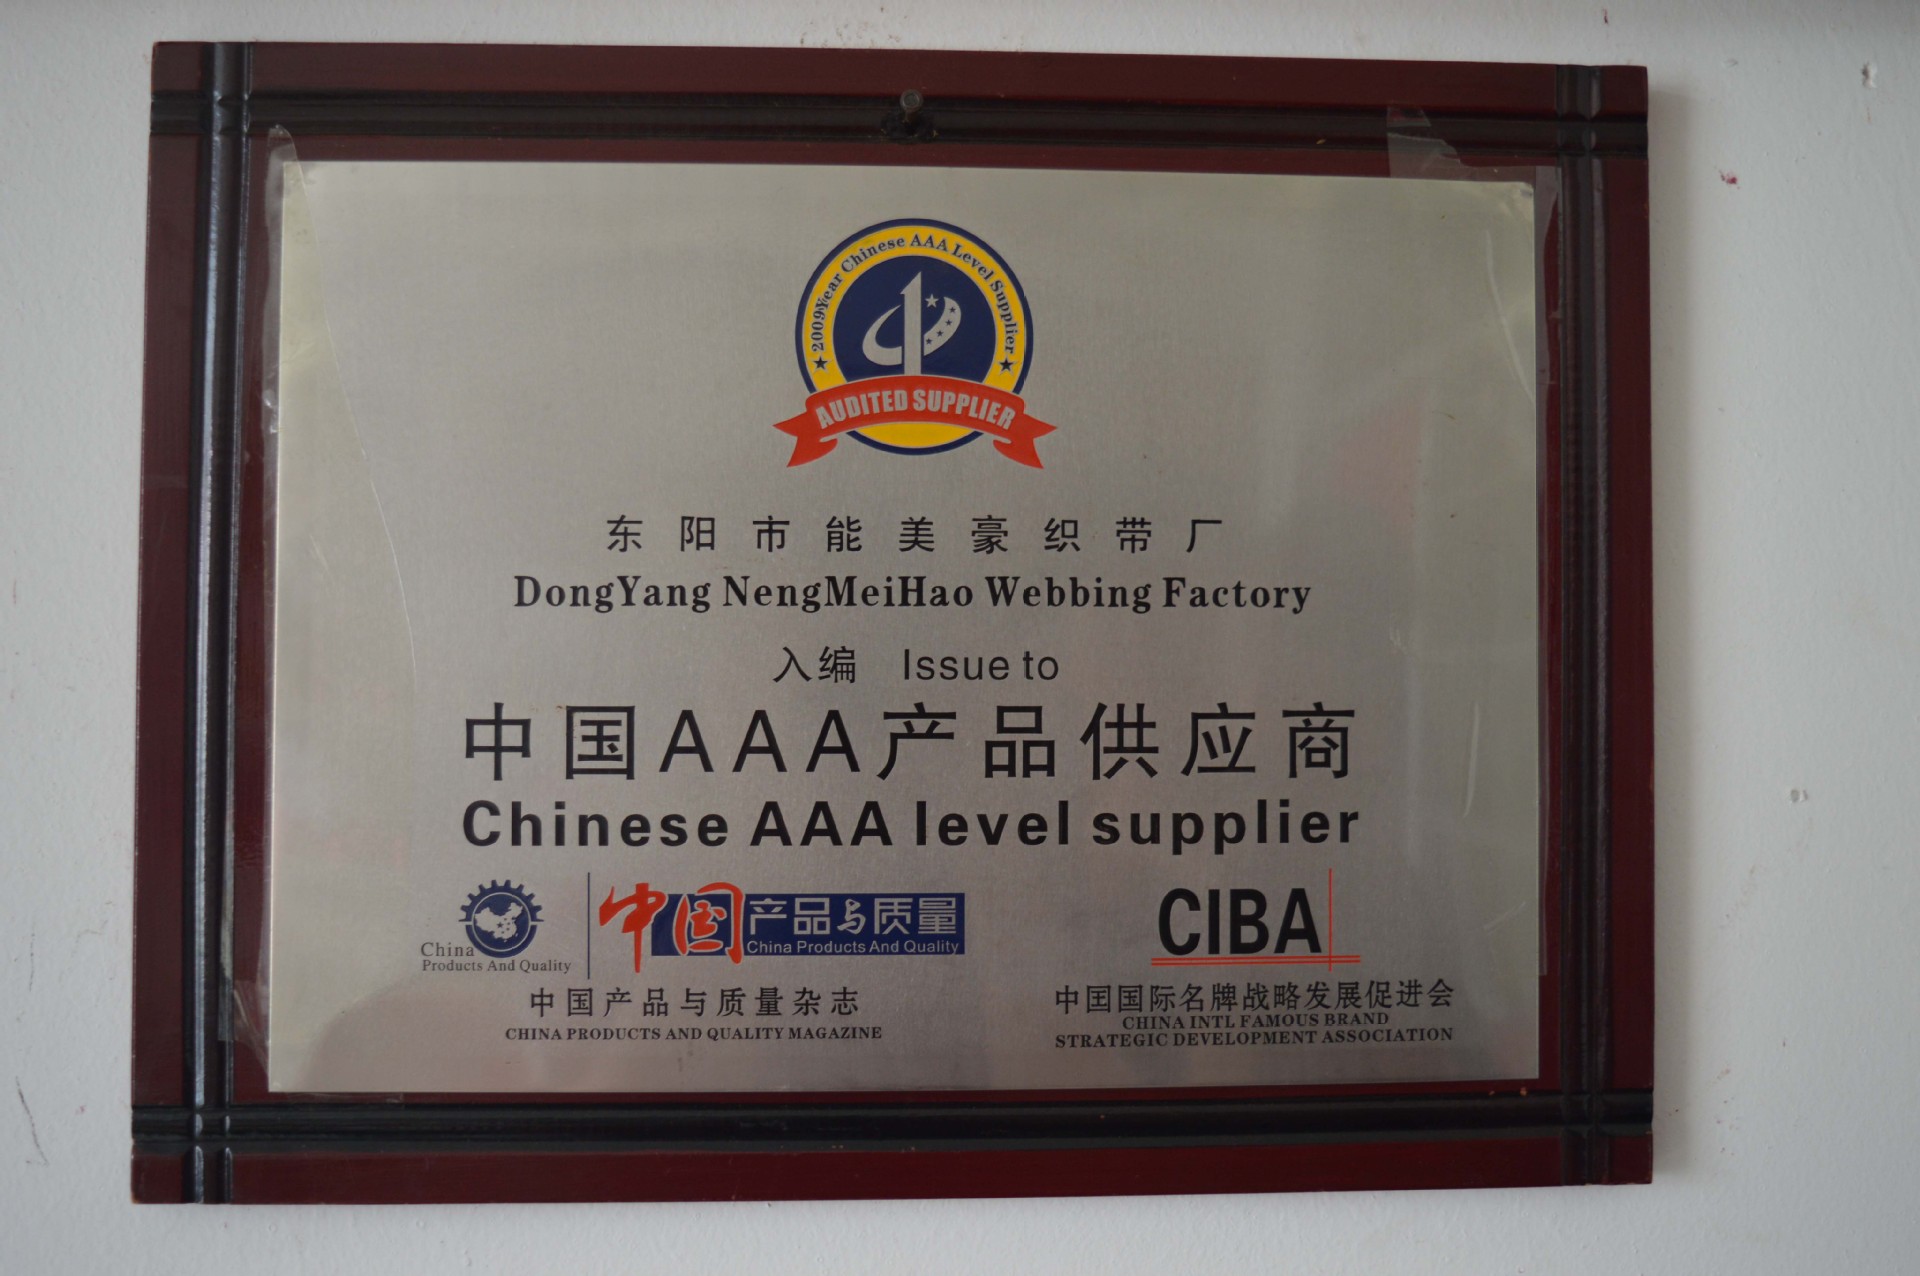 ★2009Year Chinese AAA Level Supplier★
AUDITED SUPPLIER
东阳市能美豪织带厂
DongYang NengMeiHao Webbing Factory
入编 Issue to
中国AAA产品供应商
Chinese AAA level supplier
China
Products And Quality
中国产品与质量
China Products And Quality
中国产品与质量杂志
CHINA PRODUCTS AND QUALITY MAGAZINE
CIBA
中国国际名牌战略发展促进会
CHINA INTL FAMOUS BRAND
STRATEGIC DEVELOPMENT ASSOCIATION